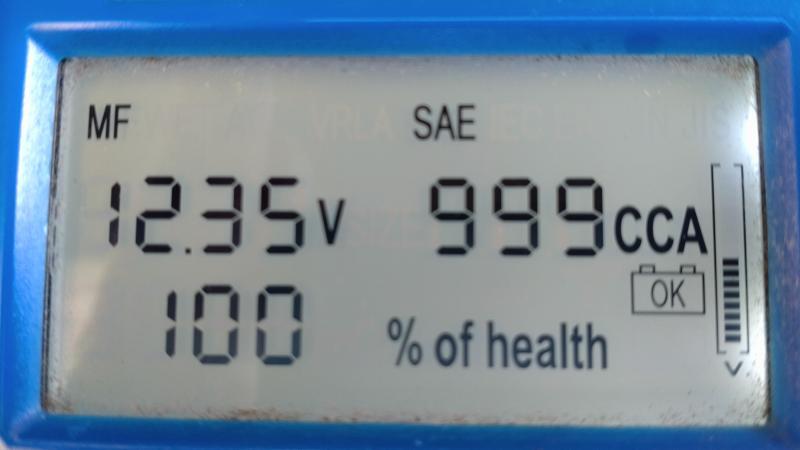 MF SAE
12.35V 999CCA
OK
100 % of health